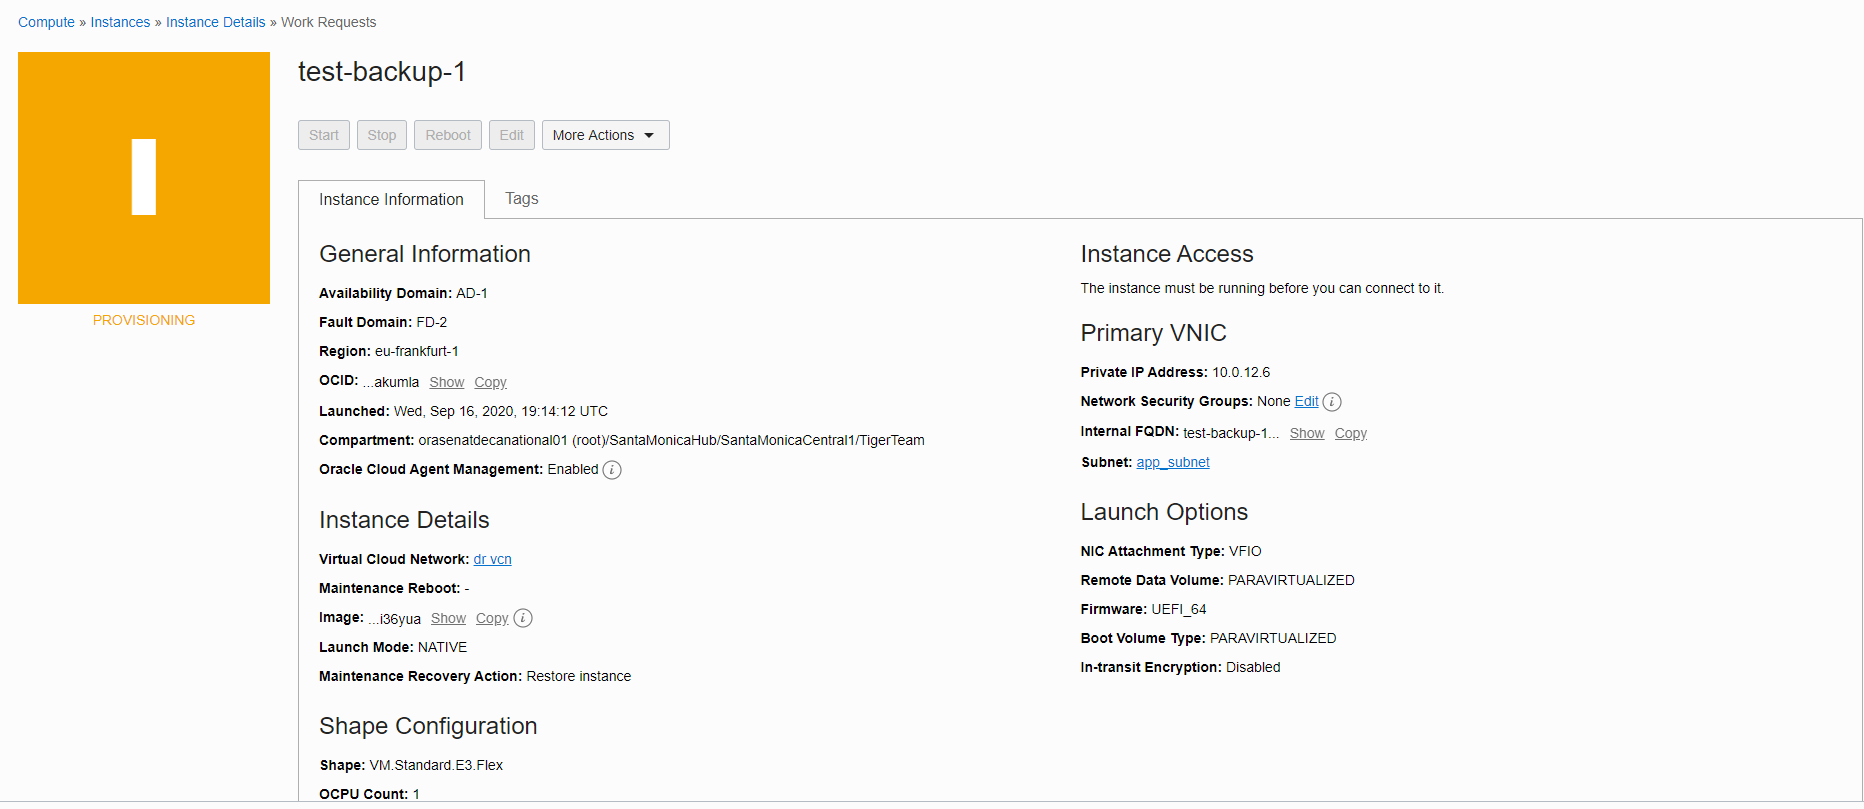 Compute » Instances » Instance Details » Work Requests
I
PROVISIONING
test-backup-1
Start Stop Reboot Edit More Actions
Instance Information Tags
General Information
Availability Domain: AD-1
Fault Domain: FD-2
Region: eu-frankfurt-1
OCID: ...akumla Show Copy
Launched: Wed, Sep 16, 2020, 19:14:12 UTC
Compartment: orasenatdecanational01 (root)/SantaMonicaHub/SantaMonicaCentral1/TigerTeam
Oracle Cloud Agent Management: Enabled i
Instance Details
Virtual Cloud Network: dr vcn
Maintenance Reboot: -
Image: ...i36yua Show Copy i
Launch Mode: NATIVE
Maintenance Recovery Action: Restore instance
Shape Configuration
Shape: VM.Standard.E3.Flex
OCPU Count: 1
Instance Access
The instance must be running before you can connect to it.
Primary VNIC
Private IP Address: 10.0.12.6
Network Security Groups: None Edit i
Internal FQDN: test-backup-1... Show Copy
Subnet: app_subnet
Launch Options
NIC Attachment Type: VFIO
Remote Data Volume: PARAVIRTUALIZED
Firmware: UEFI_64
Boot Volume Type: PARAVIRTUALIZED
In-transit Encryption: Disabled